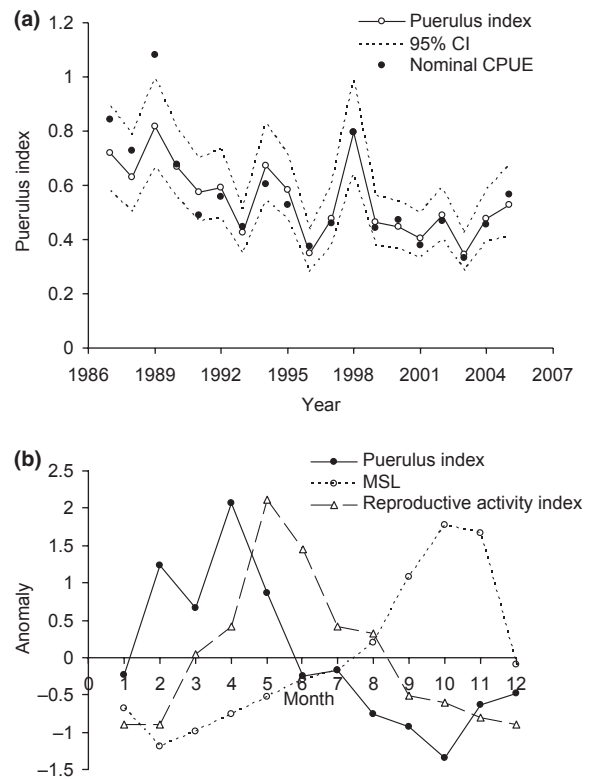 (a)
1.2
1
0.8
0.6
0.4
0.2
0
Puerulus index
Puerulus index
95% CI
Nominal CPUE
1986 1989 1992 1995 1998 2001 2004 2007
Year
(b)
2.5
2
1.5
1
0.5
0
−0.5
−1
−1.5
Anomaly
Puerulus index
MSL
Reproductive activity index
0 1 2 3 4 5 6 7 8 9 10 11 12
Month